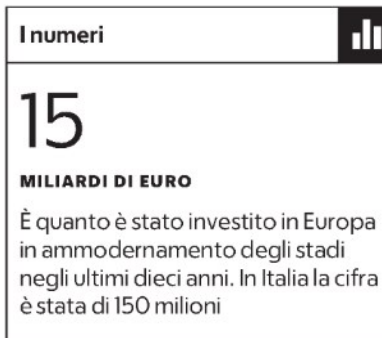 I numeri
15
MILIARDI DI EURO
È quanto è stato investito in Europa
in ammodernamento degli stadi
negli ultimi dieci anni. In Italia la cifra
è stata di 150 milioni